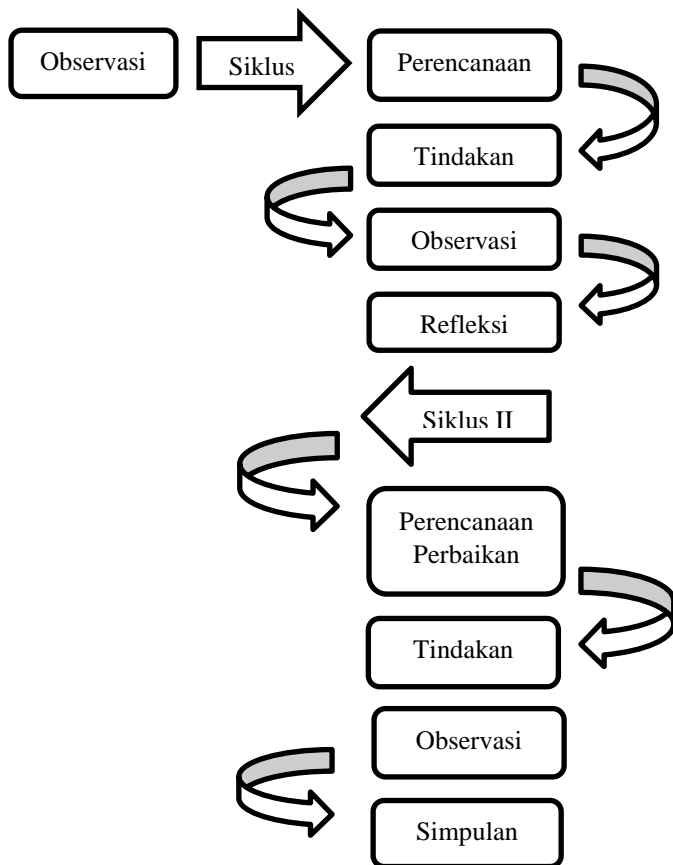 Observasi
Siklus
Perencanaan
Tindakan
Observasi
Refleksi
Siklus II
Perencanaan
Perbaikan
Tindakan
Observasi
Simpulan